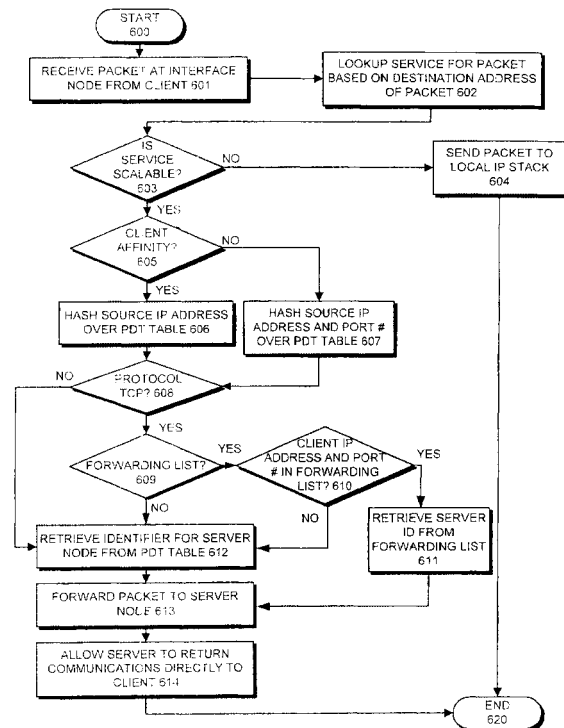 START
600
RECEIVE PACKET AT INTERFACE
NODE FROM CLIENT 601
LOOKUP SERVICE FOR PACKET
BASED ON DESTINATION ADDRESS
OF PACKET 602
IS
SERVICE
SCALABLE?
603
NO
SEND PACKET TO
LOCAL IP STACK
604
YES
CLIENT
AFFINITY?
605
NO
YES
HASH SOURCE IP ADDRESS
OVER PDT TABLE 606
HASH SOURCE IP
ADDRESS AND PORT #
OVER PDT TABLE 607
NO
PROTOCOL
TCP? 608
YES
FORWARDING LIST?
609
YES
CLIENT IP
ADDRESS AND PORT
# IN FORWARDING
LIST? 610
YES
NO
NO
RETRIEVE IDENTIFIER FOR SERVER
NODE FROM PDT TABLE 612
RETRIEVE SERVER
ID FROM
FORWARDING LIST
611
FORWARD PACKET TO SERVER
NODE 613
ALLOW SERVER TO RETURN
COMMUNICATIONS DIRECTLY TO
CLIENT 614
END
620